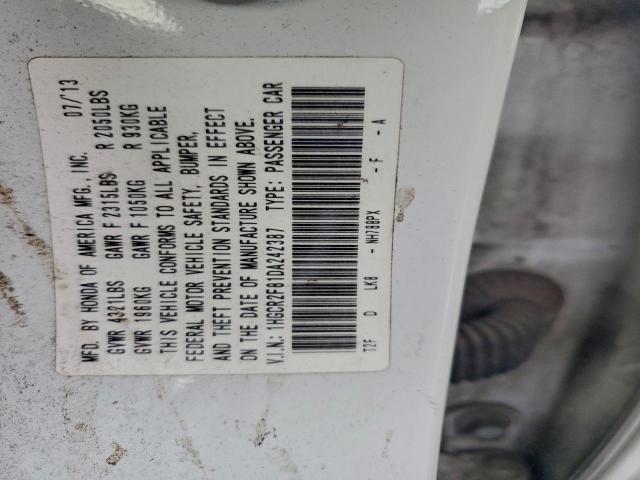 MFD. BY HONDA OF AMERICA MFG., INC. 07/'13
GVWR 4321LBS GAWR F 2315LBS R 2050LBS
GVWR 1960KG GAWR F 1050KG R 930KG
THIS VEHICLE CONFORMS TO ALL APPLICABLE
FEDERAL MOTOR VEHICLE SAFETY, BUMPER,
AND THEFT PREVENTION STANDARDS IN EFFECT
ON THE DATE OF MANUFACTURE SHOWN ABOVE.
V.I.N.: 1HGCR2F81DA242387 TYPE: PASSENGER CAR
T2F D LK8 - NH788PX - F - A